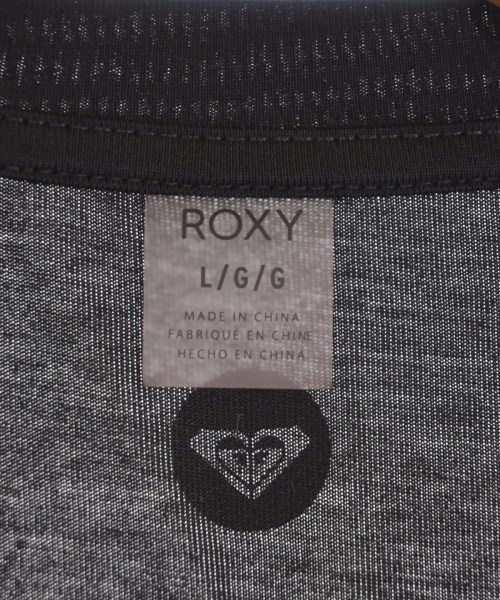 ROXY
L/G/G
MADE IN CHINA
FABRIQUE EN CHINE
HECHO EN CHINA